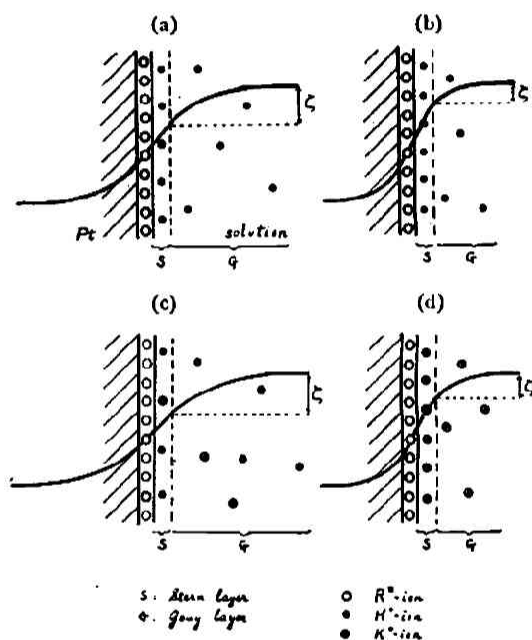 (a)
(b)
ζ
ζ
Pt
solution
S
G
S
G
(c)
(d)
ζ
ζ
S
G
S
G
S: Stern layer
G: Gouy layer
-ion
H⁺-ion
K⁺-ion